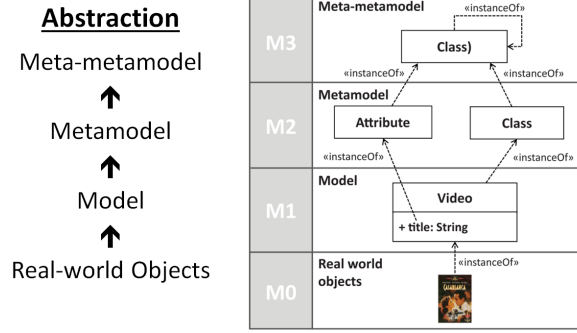 Abstraction
Meta-metamodel
Metamodel
Model
Real-world Objects
M3
Meta-metamodel
«instanceOf»
Class)
«instanceOf»
«instanceOf»
M2
Metamodel
Attribute
Class
«instanceOf»
«instanceOf»
M1
Model
Video
+ title: String
M0
Real world
objects
«instanceOf»
CASABLANCA